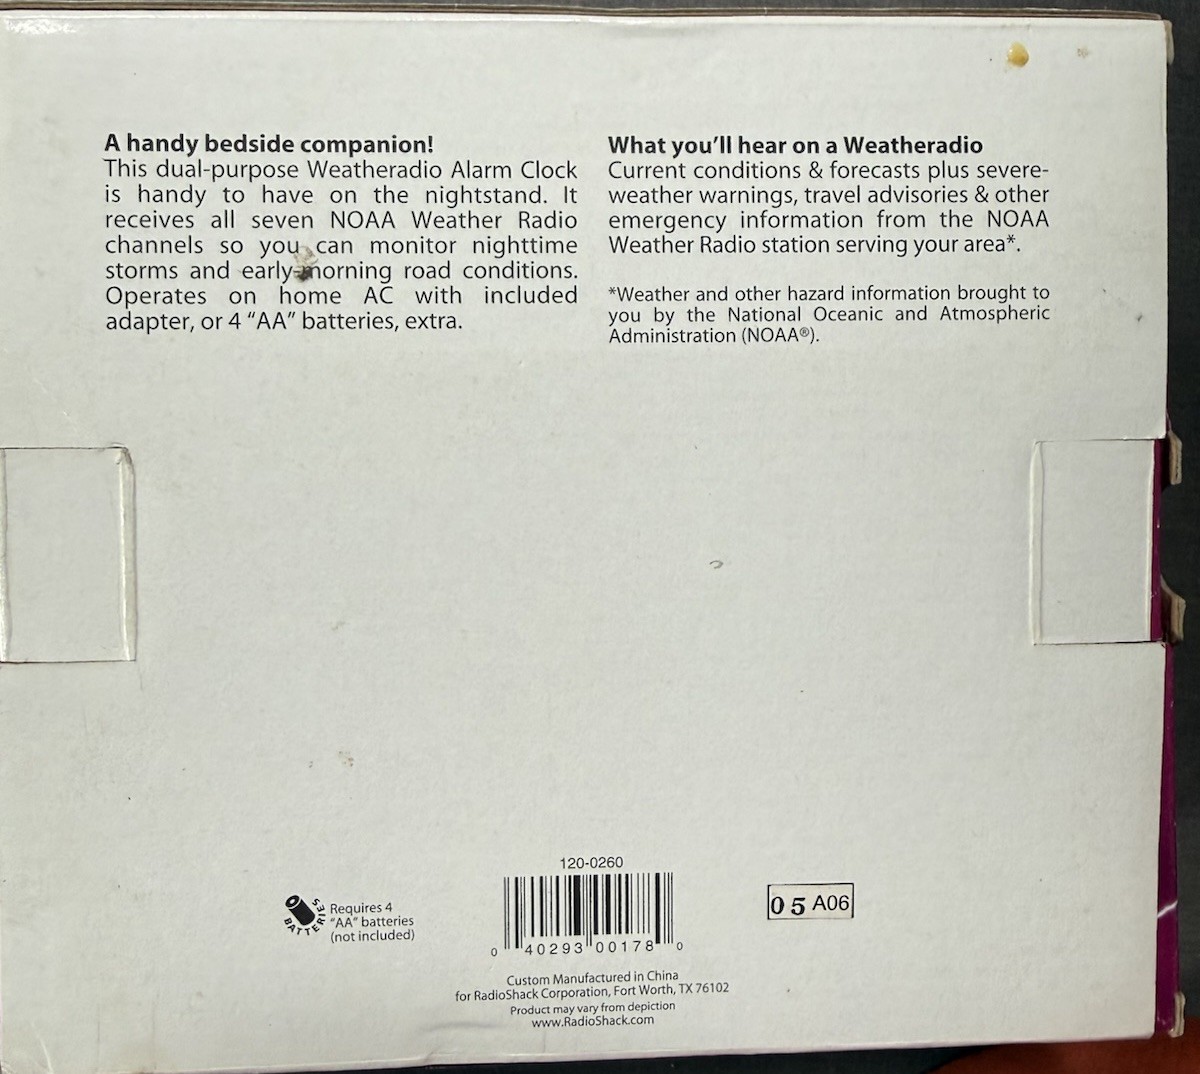 A handy bedside companion!
This dual-purpose Weatheradio Alarm Clock
is handy to have on the nightstand. It
receives all seven NOAA Weather Radio
channels so you can monitor nighttime
storms and early-morning road conditions.
Operates on home AC with included
adapter, or 4 “AA” batteries, extra.
What you’ll hear on a Weatheradio
Current conditions & forecasts plus severe-
weather warnings, travel advisories & other
emergency information from the NOAA
Weather Radio station serving your area*.
*Weather and other hazard information brought to
you by the National Oceanic and Atmospheric
Administration (NOAA®).
BATTERIES
Requires 4
“AA” batteries
(not included)
120-0260
0 40293 00178 0
05 A06
Custom Manufactured in China
for RadioShack Corporation, Fort Worth, TX 76102
Product may vary from depiction
www.RadioShack.com